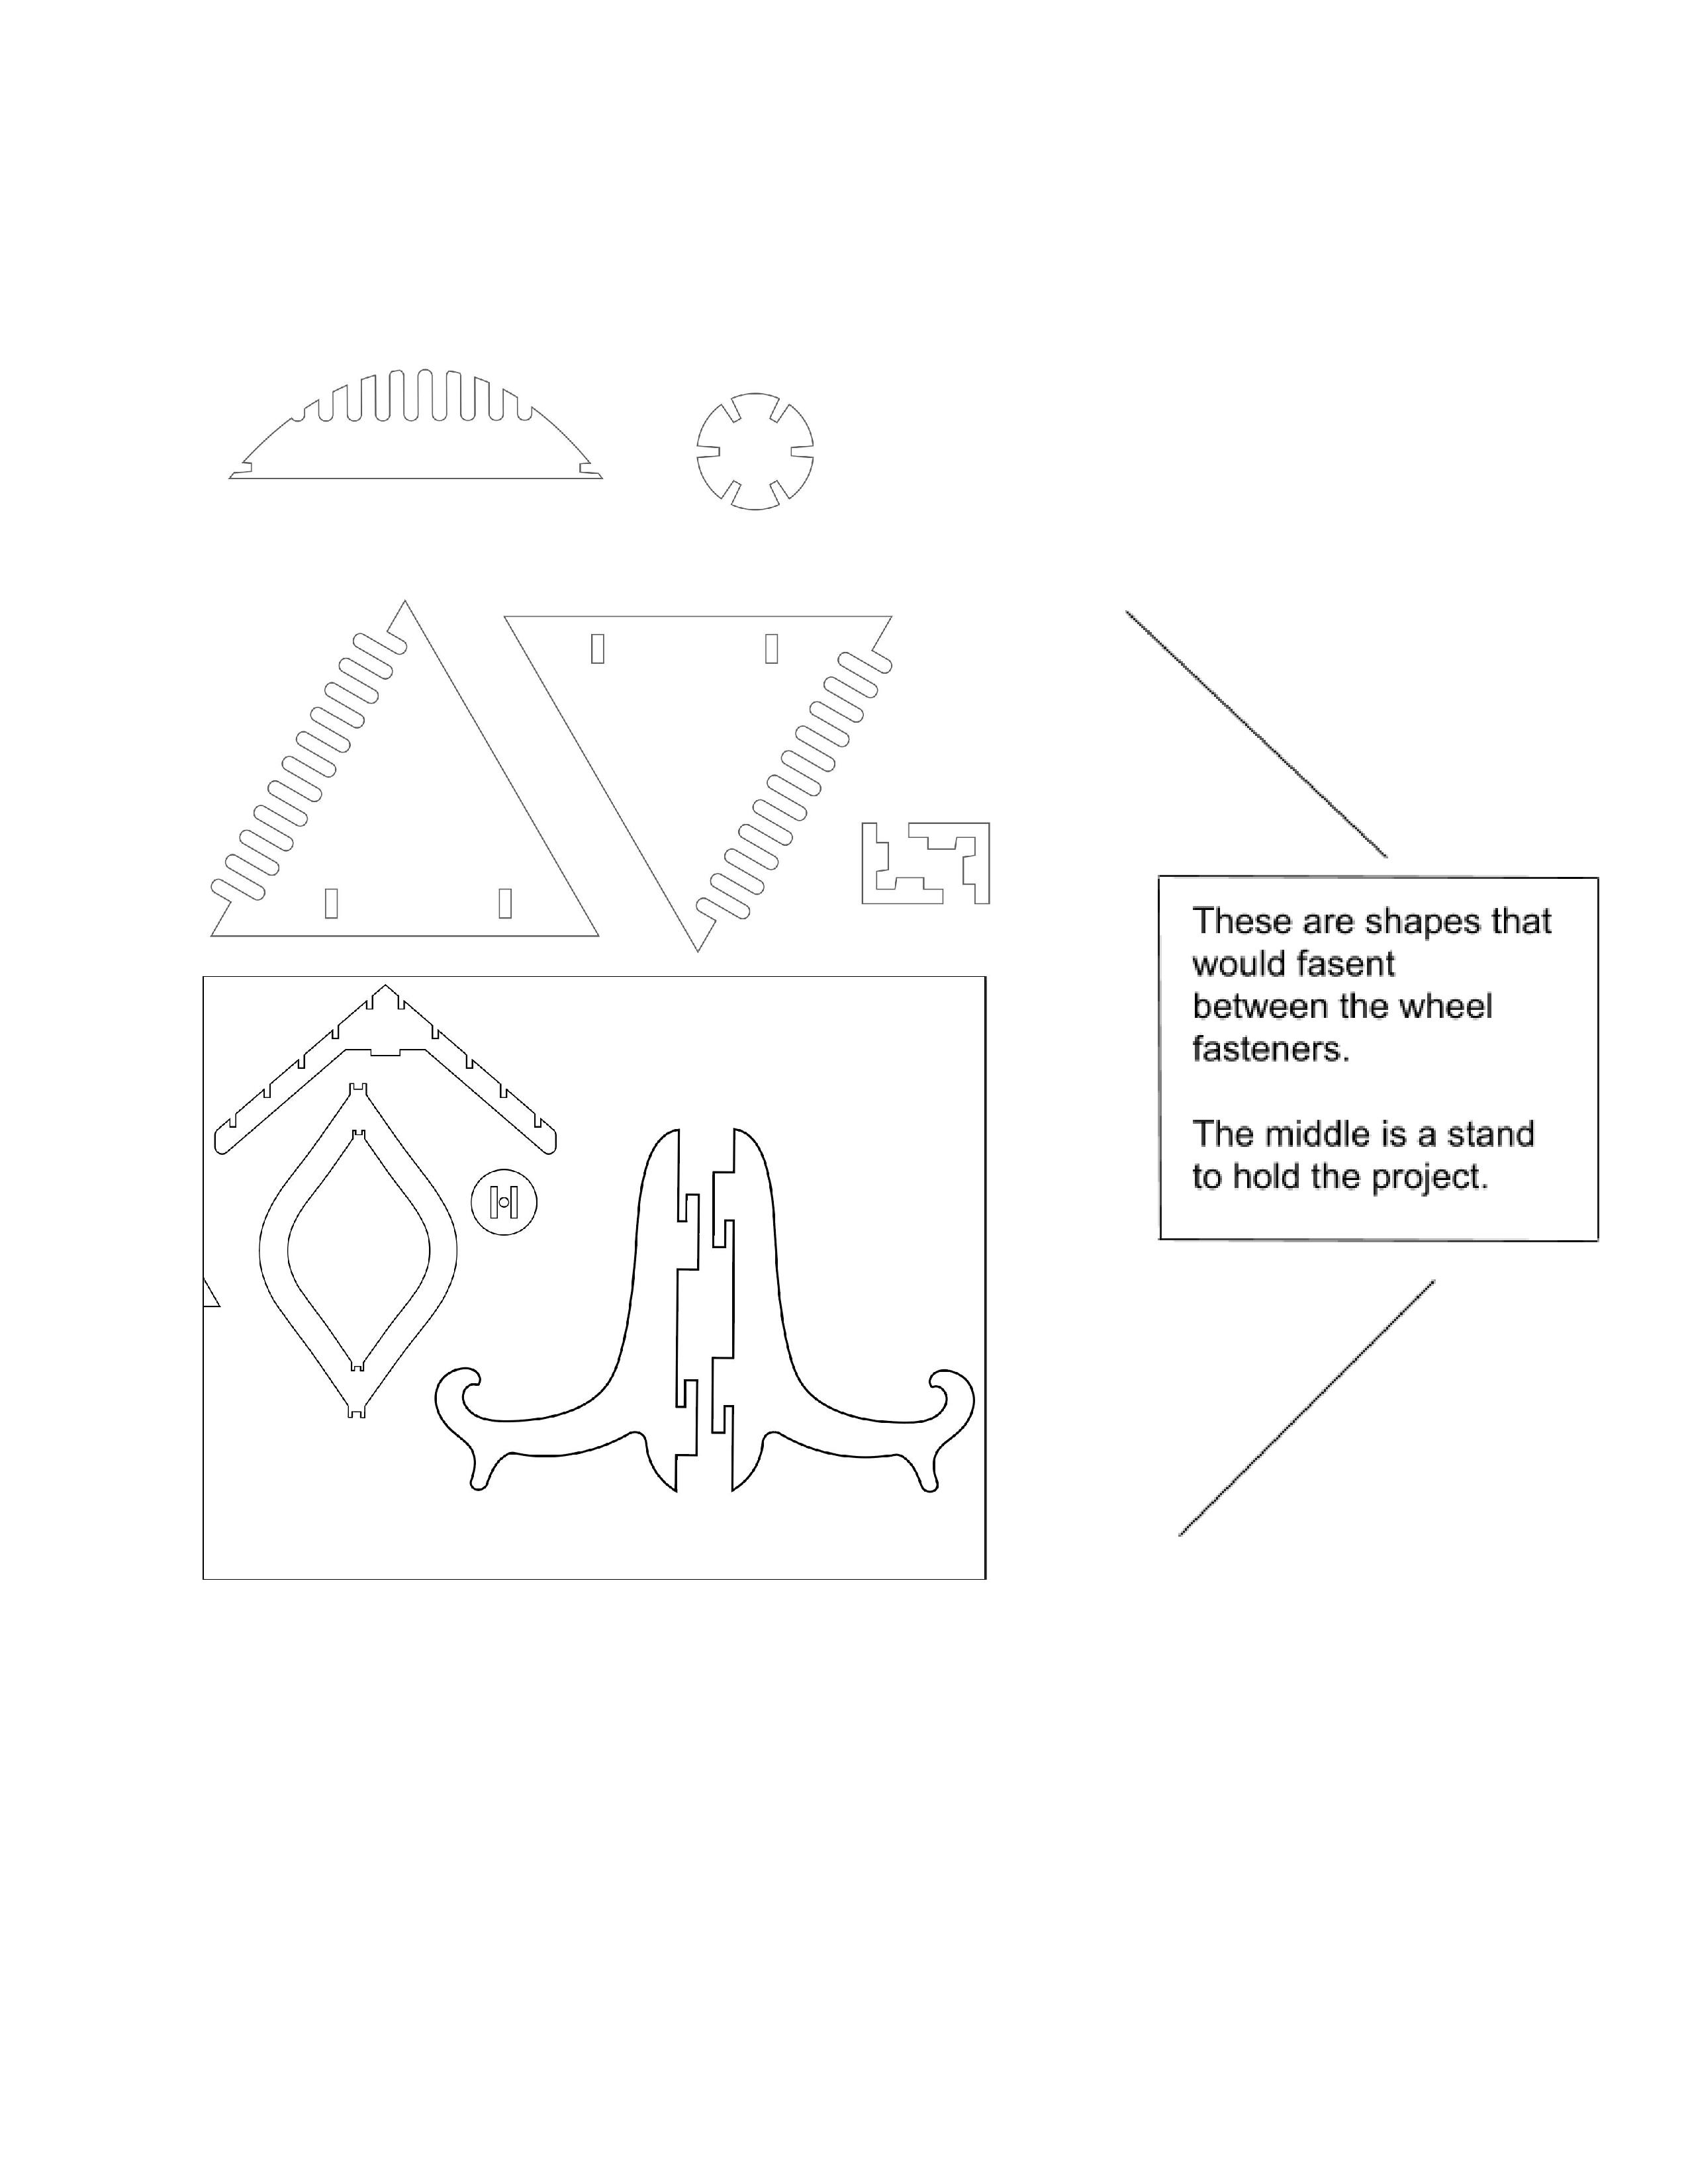 These are shapes that
would fasent
between the wheel
fasteners.
The middle is a stand
to hold the project.